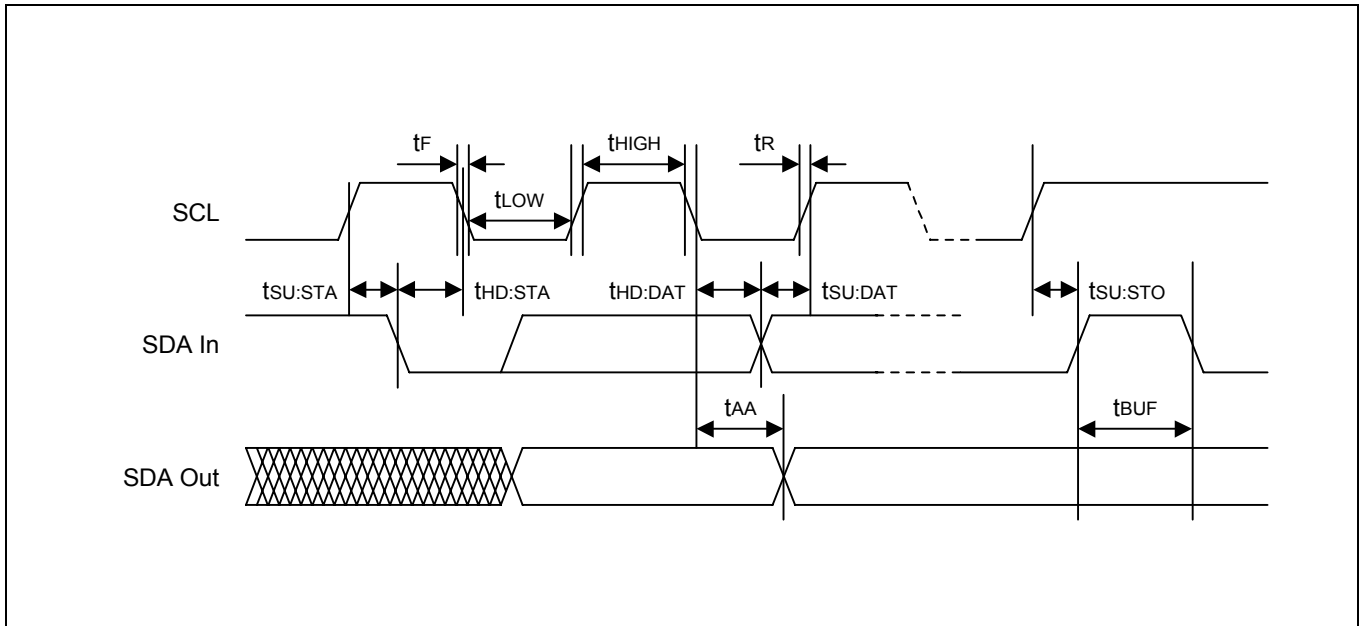 tF
tHIGH
tR
SCL
tLOW
tSU:STA
tHD:STA
tHD:DAT
tSU:DAT
tSU:STO
SDA In
tAA
tBUF
SDA Out